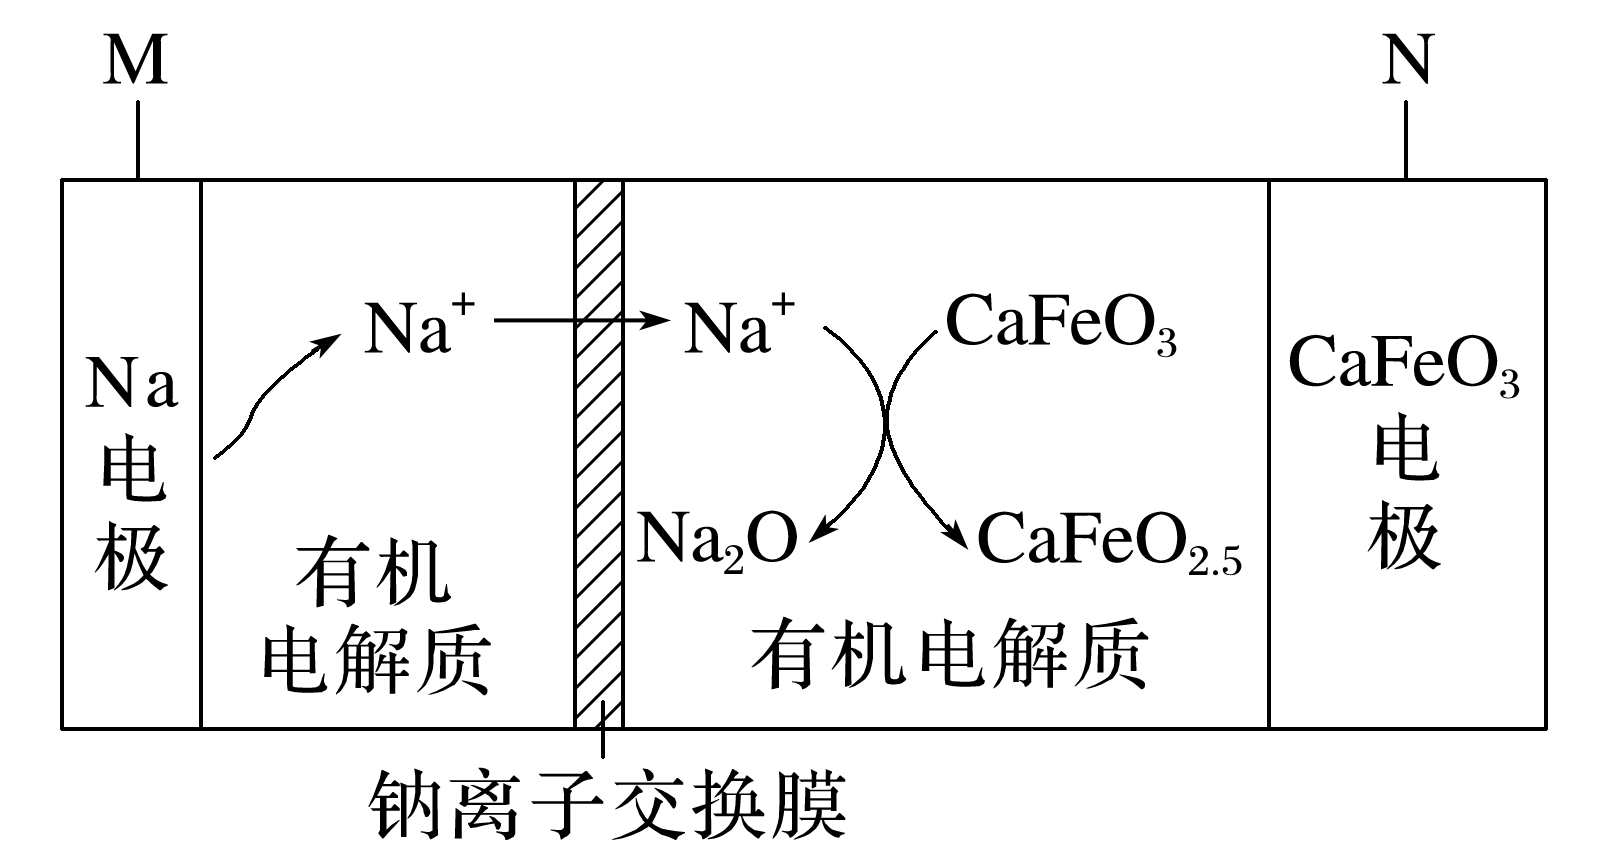 M
N
Na
电
极
Na⁺
有机
电解质
Na⁺
CaFeO₃
Na₂O
CaFeO₂.₅
有机电解质
CaFeO₃
电
极
钠离子交换膜